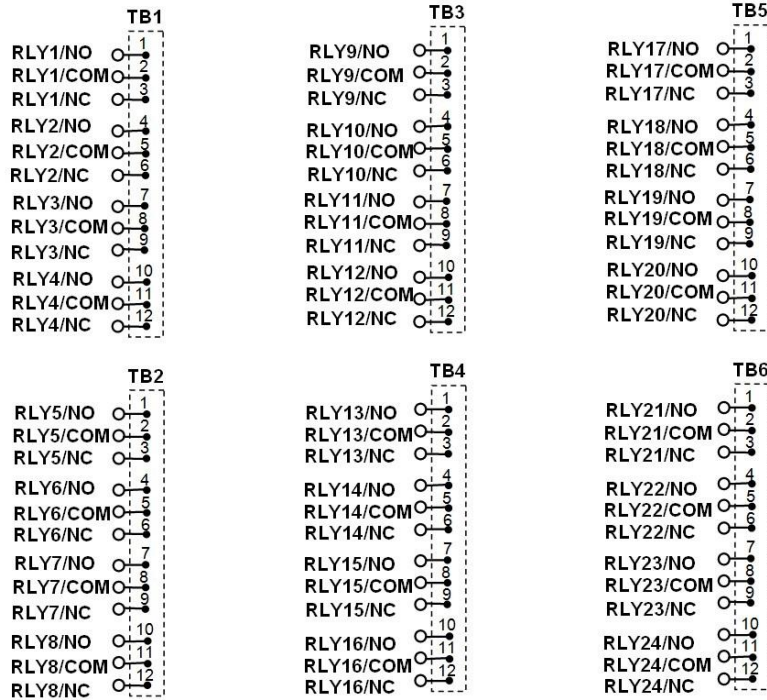 TB1
RLY1/NO 1
RLY1/COM 2
RLY1/NC 3
RLY2/NO 4
RLY2/COM 5
RLY2/NC 6
RLY3/NO 7
RLY3/COM 8
RLY3/NC 9
RLY4/NO 10
RLY4/COM 11
RLY4/NC 12
TB2
RLY5/NO 1
RLY5/COM 2
RLY5/NC 3
RLY6/NO 4
RLY6/COM 5
RLY6/NC 6
RLY7/NO 7
RLY7/COM 8
RLY7/NC 9
RLY8/NO 10
RLY8/COM 11
RLY8/NC 12
TB3
RLY9/NO 1
RLY9/COM 2
RLY9/NC 3
RLY10/NO 4
RLY10/COM 5
RLY10/NC 6
RLY11/NO 7
RLY11/COM 8
RLY11/NC 9
RLY12/NO 10
RLY12/COM 11
RLY12/NC 12
TB4
RLY13/NO 1
RLY13/COM 2
RLY13/NC 3
RLY14/NO 4
RLY14/COM 5
RLY14/NC 6
RLY15/NO 7
RLY15/COM 8
RLY15/NC 9
RLY16/NO 10
RLY16/COM 11
RLY16/NC 12
TB5
RLY17/NO 1
RLY17/COM 2
RLY17/NC 3
RLY18/NO 4
RLY18/COM 5
RLY18/NC 6
RLY19/NO 7
RLY19/COM 8
RLY19/NC 9
RLY20/NO 10
RLY20/COM 11
RLY20/NC 12
TB6
RLY21/NO 1
RLY21/COM 2
RLY21/NC 3
RLY22/NO 4
RLY22/COM 5
RLY22/NC 6
RLY23/NO 7
RLY23/COM 8
RLY23/NC 9
RLY24/NO 10
RLY24/COM 11
RLY24/NC 12